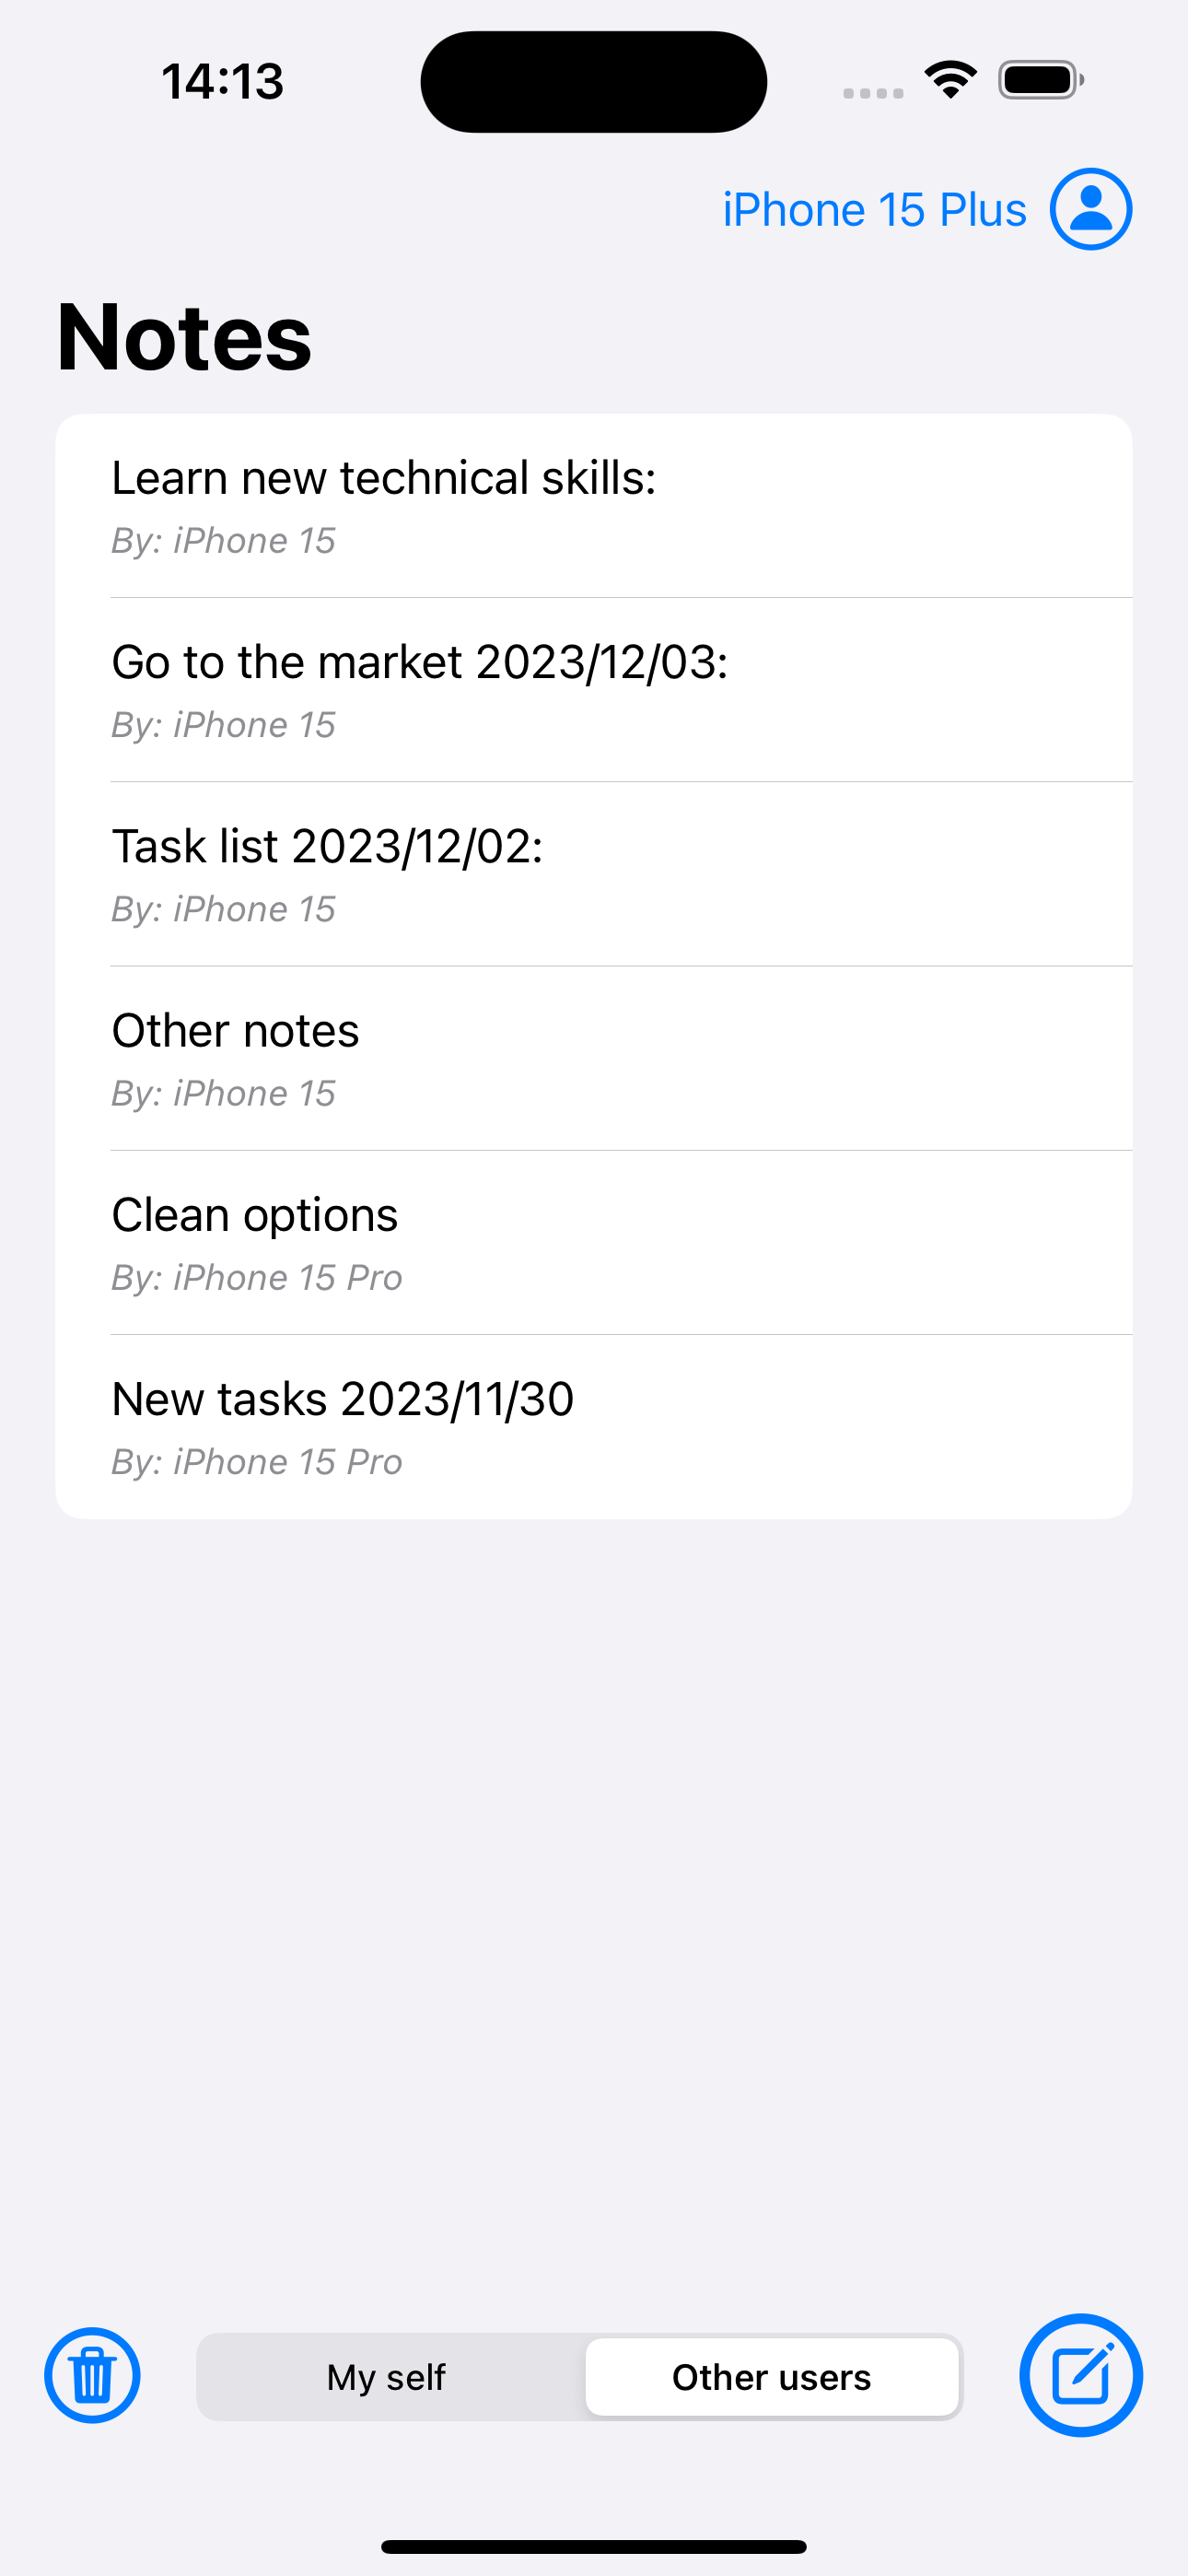 14:13
iPhone 15 Plus
Notes
Learn new technical skills:
By: iPhone 15
Go to the market 2023/12/03:
By: iPhone 15
Task list 2023/12/02:
By: iPhone 15
Other notes
By: iPhone 15
Clean options
By: iPhone 15 Pro
New tasks 2023/11/30
By: iPhone 15 Pro
My self
Other users